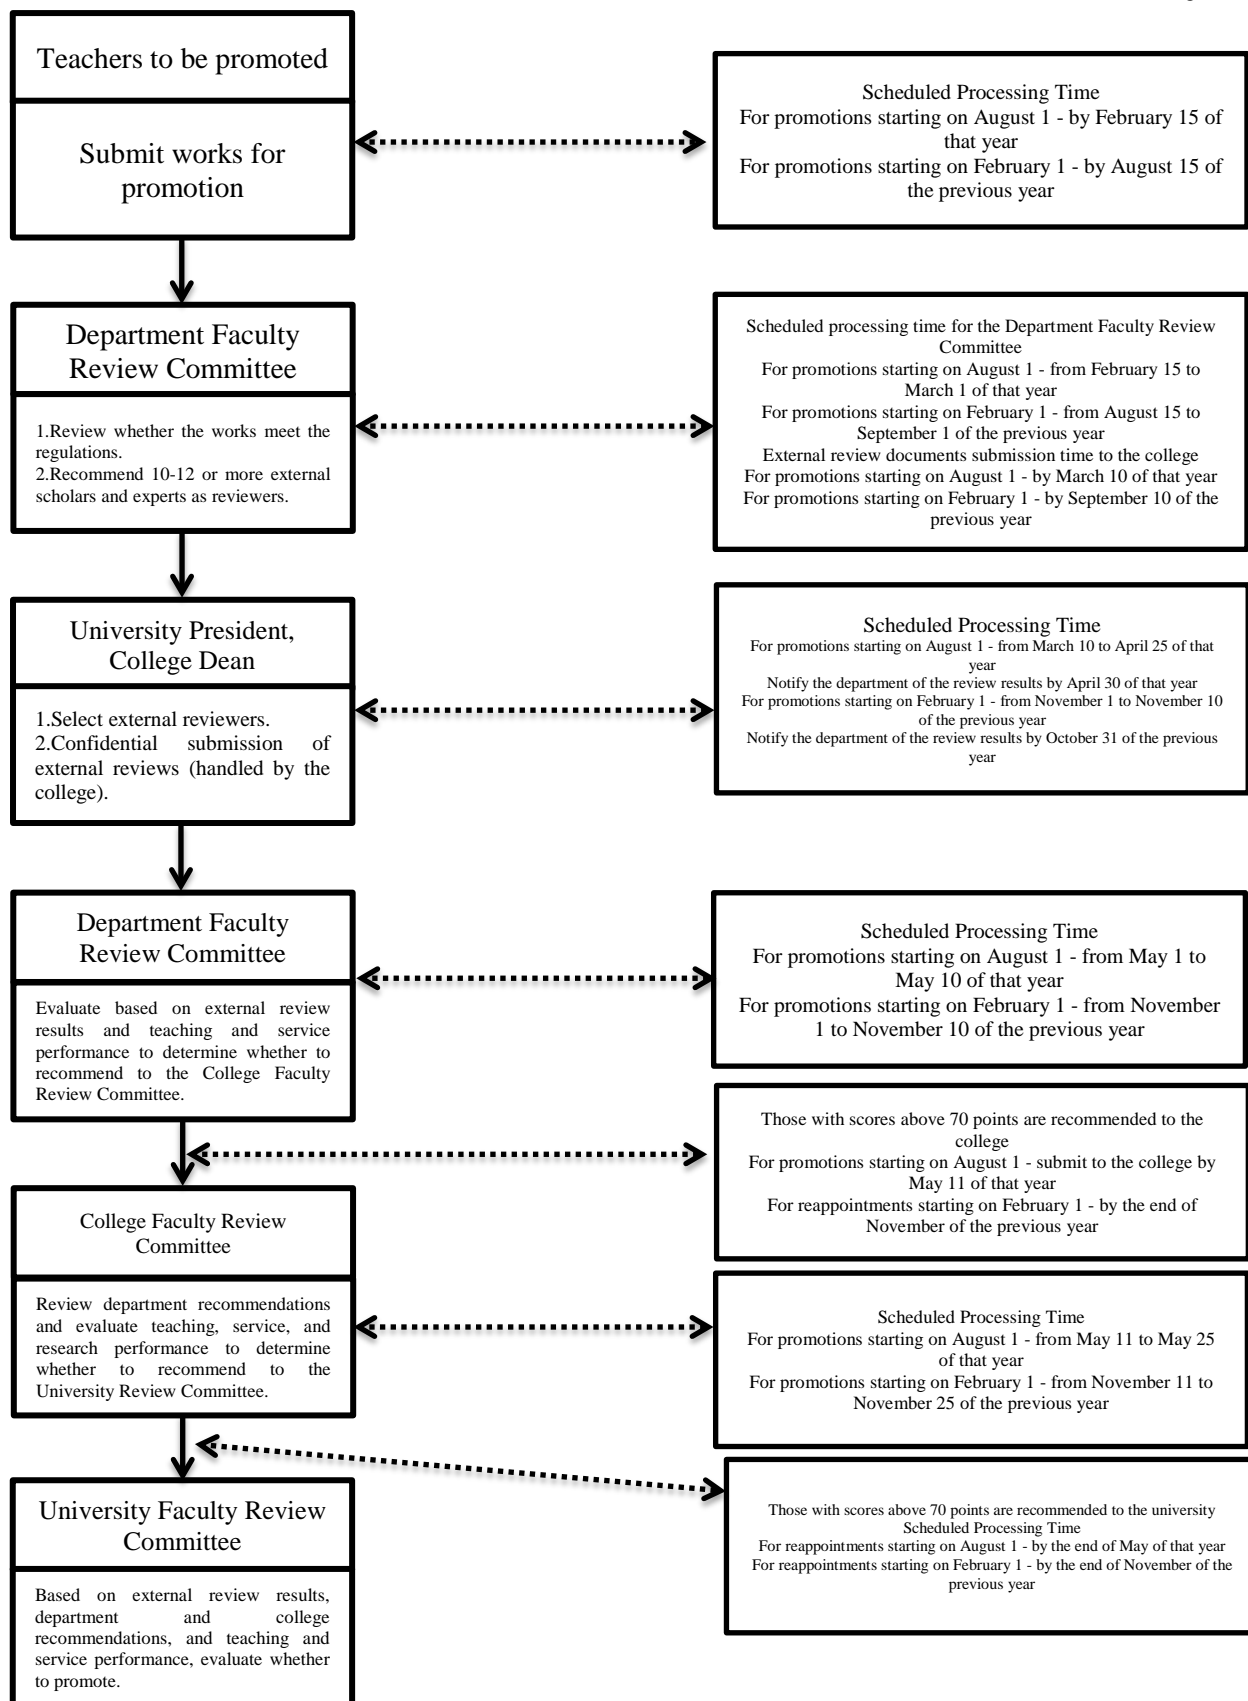 Teachers to be promoted
Submit works for
promotion
Scheduled Processing Time
For promotions starting on August 1 - by February 15 of
that year
For promotions starting on February 1 - by August 15 of
the previous year
Department Faculty
Review Committee
1.Review whether the works meet the
regulations.
2.Recommend 10-12 or more external
scholars and experts as reviewers.
Scheduled processing time for the Department Faculty Review
Committee
For promotions starting on August 1 - from February 15 to
March 1 of that year
For promotions starting on February 1 - from August 15 to
September 1 of the previous year
External review documents submission time to the college
For promotions starting on August 1 - by March 10 of that year
For promotions starting on February 1 - by September 10 of the
previous year
University President,
College Dean
1.Select external reviewers.
2.Confidential submission of
external reviews (handled by the
college).
Scheduled Processing Time
For promotions starting on August 1 - from March 10 to April 25 of that
year
Notify the department of the review results by April 30 of that year
For promotions starting on February 1 - from November 1 to November 10
of the previous year
Notify the department of the review results by October 31 of the previous
year
Department Faculty
Review Committee
Evaluate based on external review
results and teaching and service
performance to determine whether to
recommend to the College Faculty
Review Committee.
Scheduled Processing Time
For promotions starting on August 1 - from May 1 to
May 10 of that year
For promotions starting on February 1 - from November
1 to November 10 of the previous year
Those with scores above 70 points are recommended to the
college
For promotions starting on August 1 - submit to the college by
May 11 of that year
For reappointments starting on February 1 - by the end of
November of the previous year
College Faculty Review
Committee
Review department recommendations
and evaluate teaching, service, and
research performance to determine
whether to recommend to the
University Review Committee.
Scheduled Processing Time
For promotions starting on August 1 - from May 11 to May 25
of that year
For promotions starting on February 1 - from November 11 to
November 25 of the previous year
Those with scores above 70 points are recommended to the university
Scheduled Processing Time
For reappointments starting on August 1 - by the end of May of that year
For reappointments starting on February 1 - by the end of November of the
previous year
University Faculty Review
Committee
Based on external review results,
department and college
recommendations, and teaching and
service performance, evaluate whether
to promote.